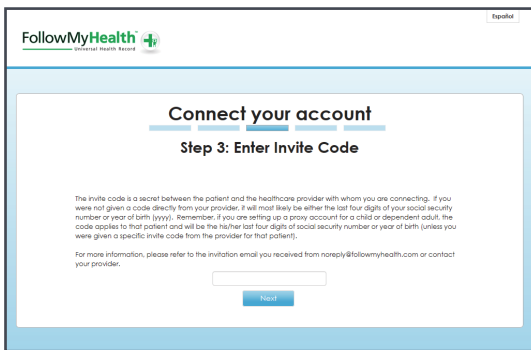 Español
FollowMyHealth
Universal Health Record
Connect your account
Step 3: Enter Invite Code
The invite code is a secret between the patient and the healthcare provider with whom you are connecting. If you
were not given a code directly from your provider, it will most likely be either the last four digits of your social security
number or year of birth (yyyy). Remember, if you are setting up a proxy account for a child or dependent adult, the
code applies to that patient and will be the his/her last four digits of social security number or year of birth (unless you
were given a specific invite code from the provider for that patient).
For more information, please refer to the invitation email you received from noreply@followmyhealth.com or contact
your provider.
Next